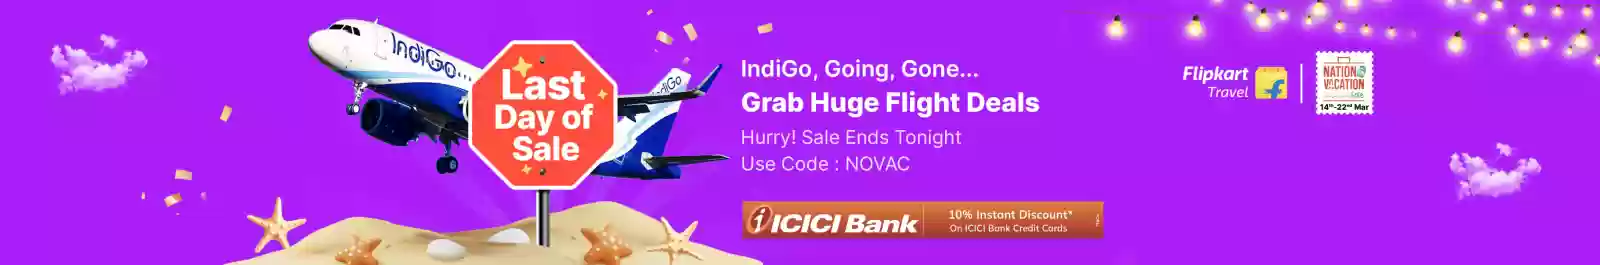 IndiGo
IndiGo
Last
Day of
Sale
IndiGo, Going, Gone...
Grab Huge Flight Deals
Hurry! Sale Ends Tonight
Use Code : NOVAC
ICICI Bank
10% Instant Discount*
On ICICI Bank Credit Cards
Flipkart
Travel
NATION
VACATION
14th-22nd Mar